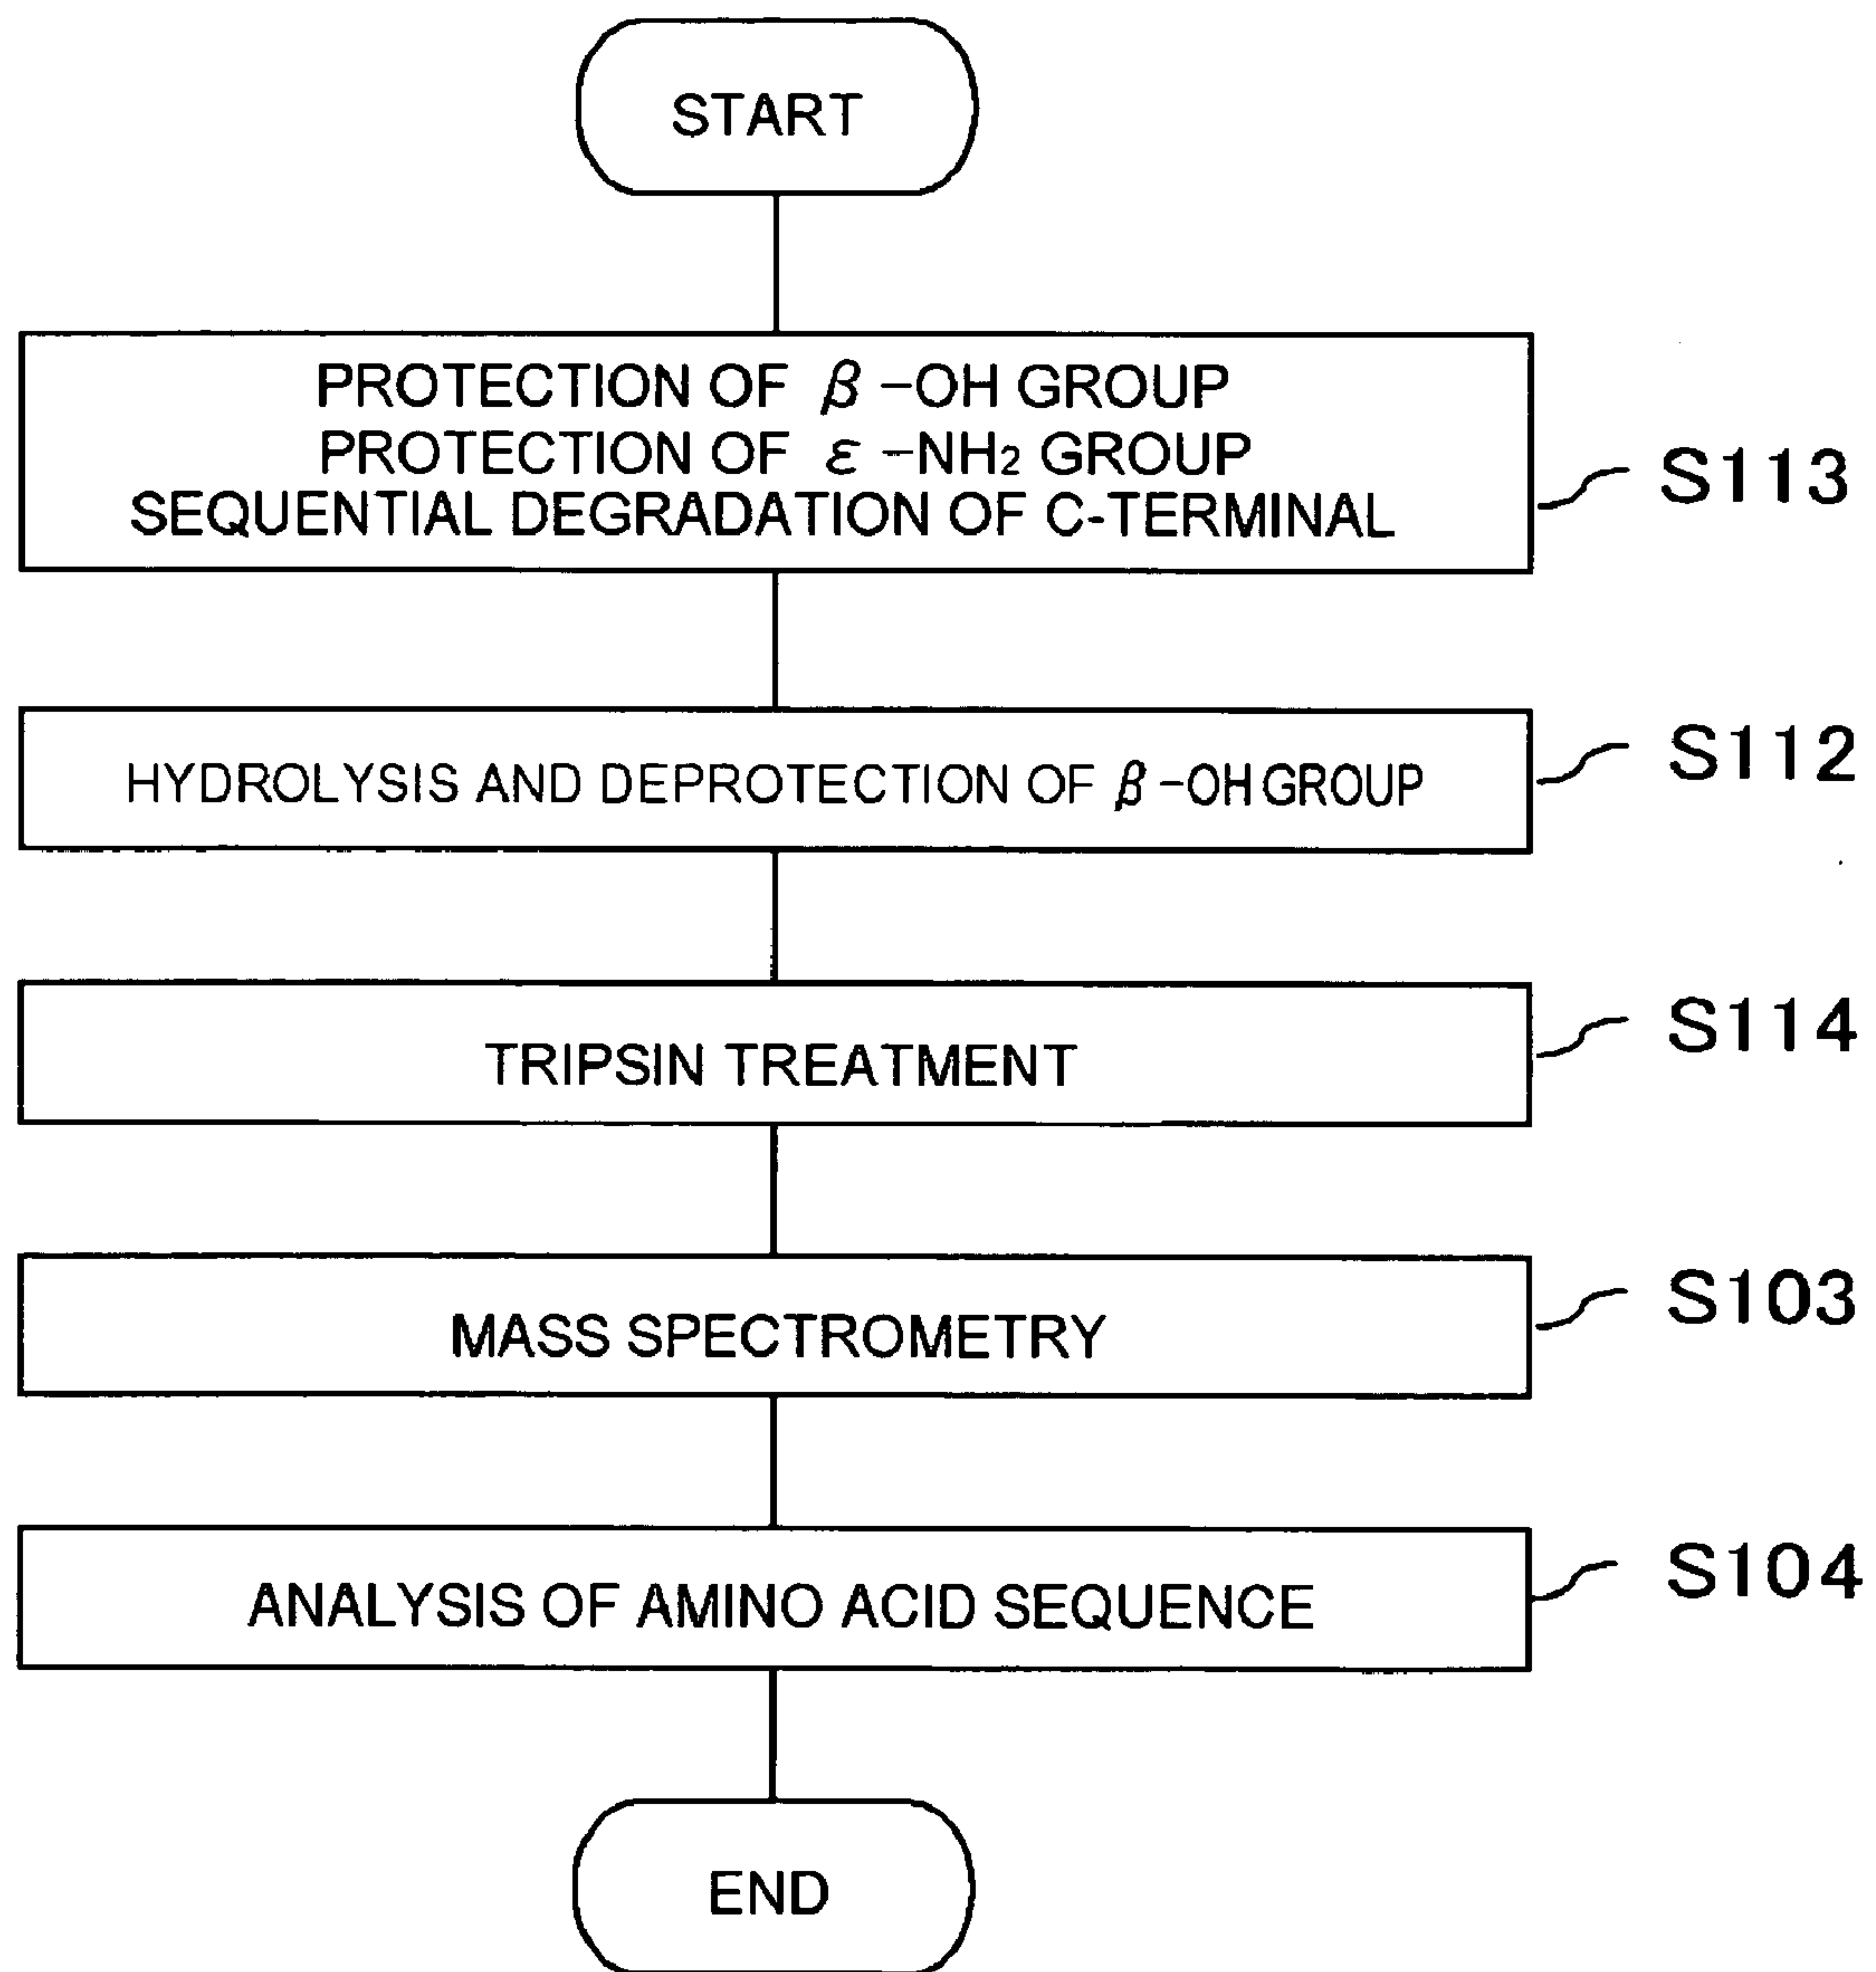 START
PROTECTION OF β-OH GROUP
PROTECTION OF ε-NH₂ GROUP
SEQUENTIAL DEGRADATION OF C-TERMINAL
S113
HYDROLYSIS AND DEPROTECTION OF β-OH GROUP
S112
TRIPSIN TREATMENT
S114
MASS SPECTROMETRY
S103
ANALYSIS OF AMINO ACID SEQUENCE
S104
END